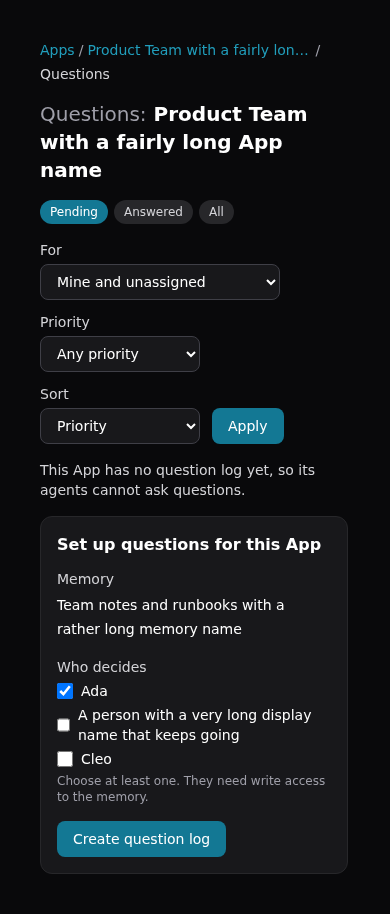 Apps / Product Team with a fairly lon… /
Questions
Questions: Product Team
with a fairly long App
name
Pending Answered All
For
Mine and unassigned
Priority
Any priority
Sort
Priority Apply
This App has no question log yet, so its
agents cannot ask questions.
Set up questions for this App
Memory
Team notes and runbooks with a
rather long memory name
Who decides
Ada
A person with a very long display
name that keeps going
Cleo
Choose at least one. They need write access
to the memory.
Create question log